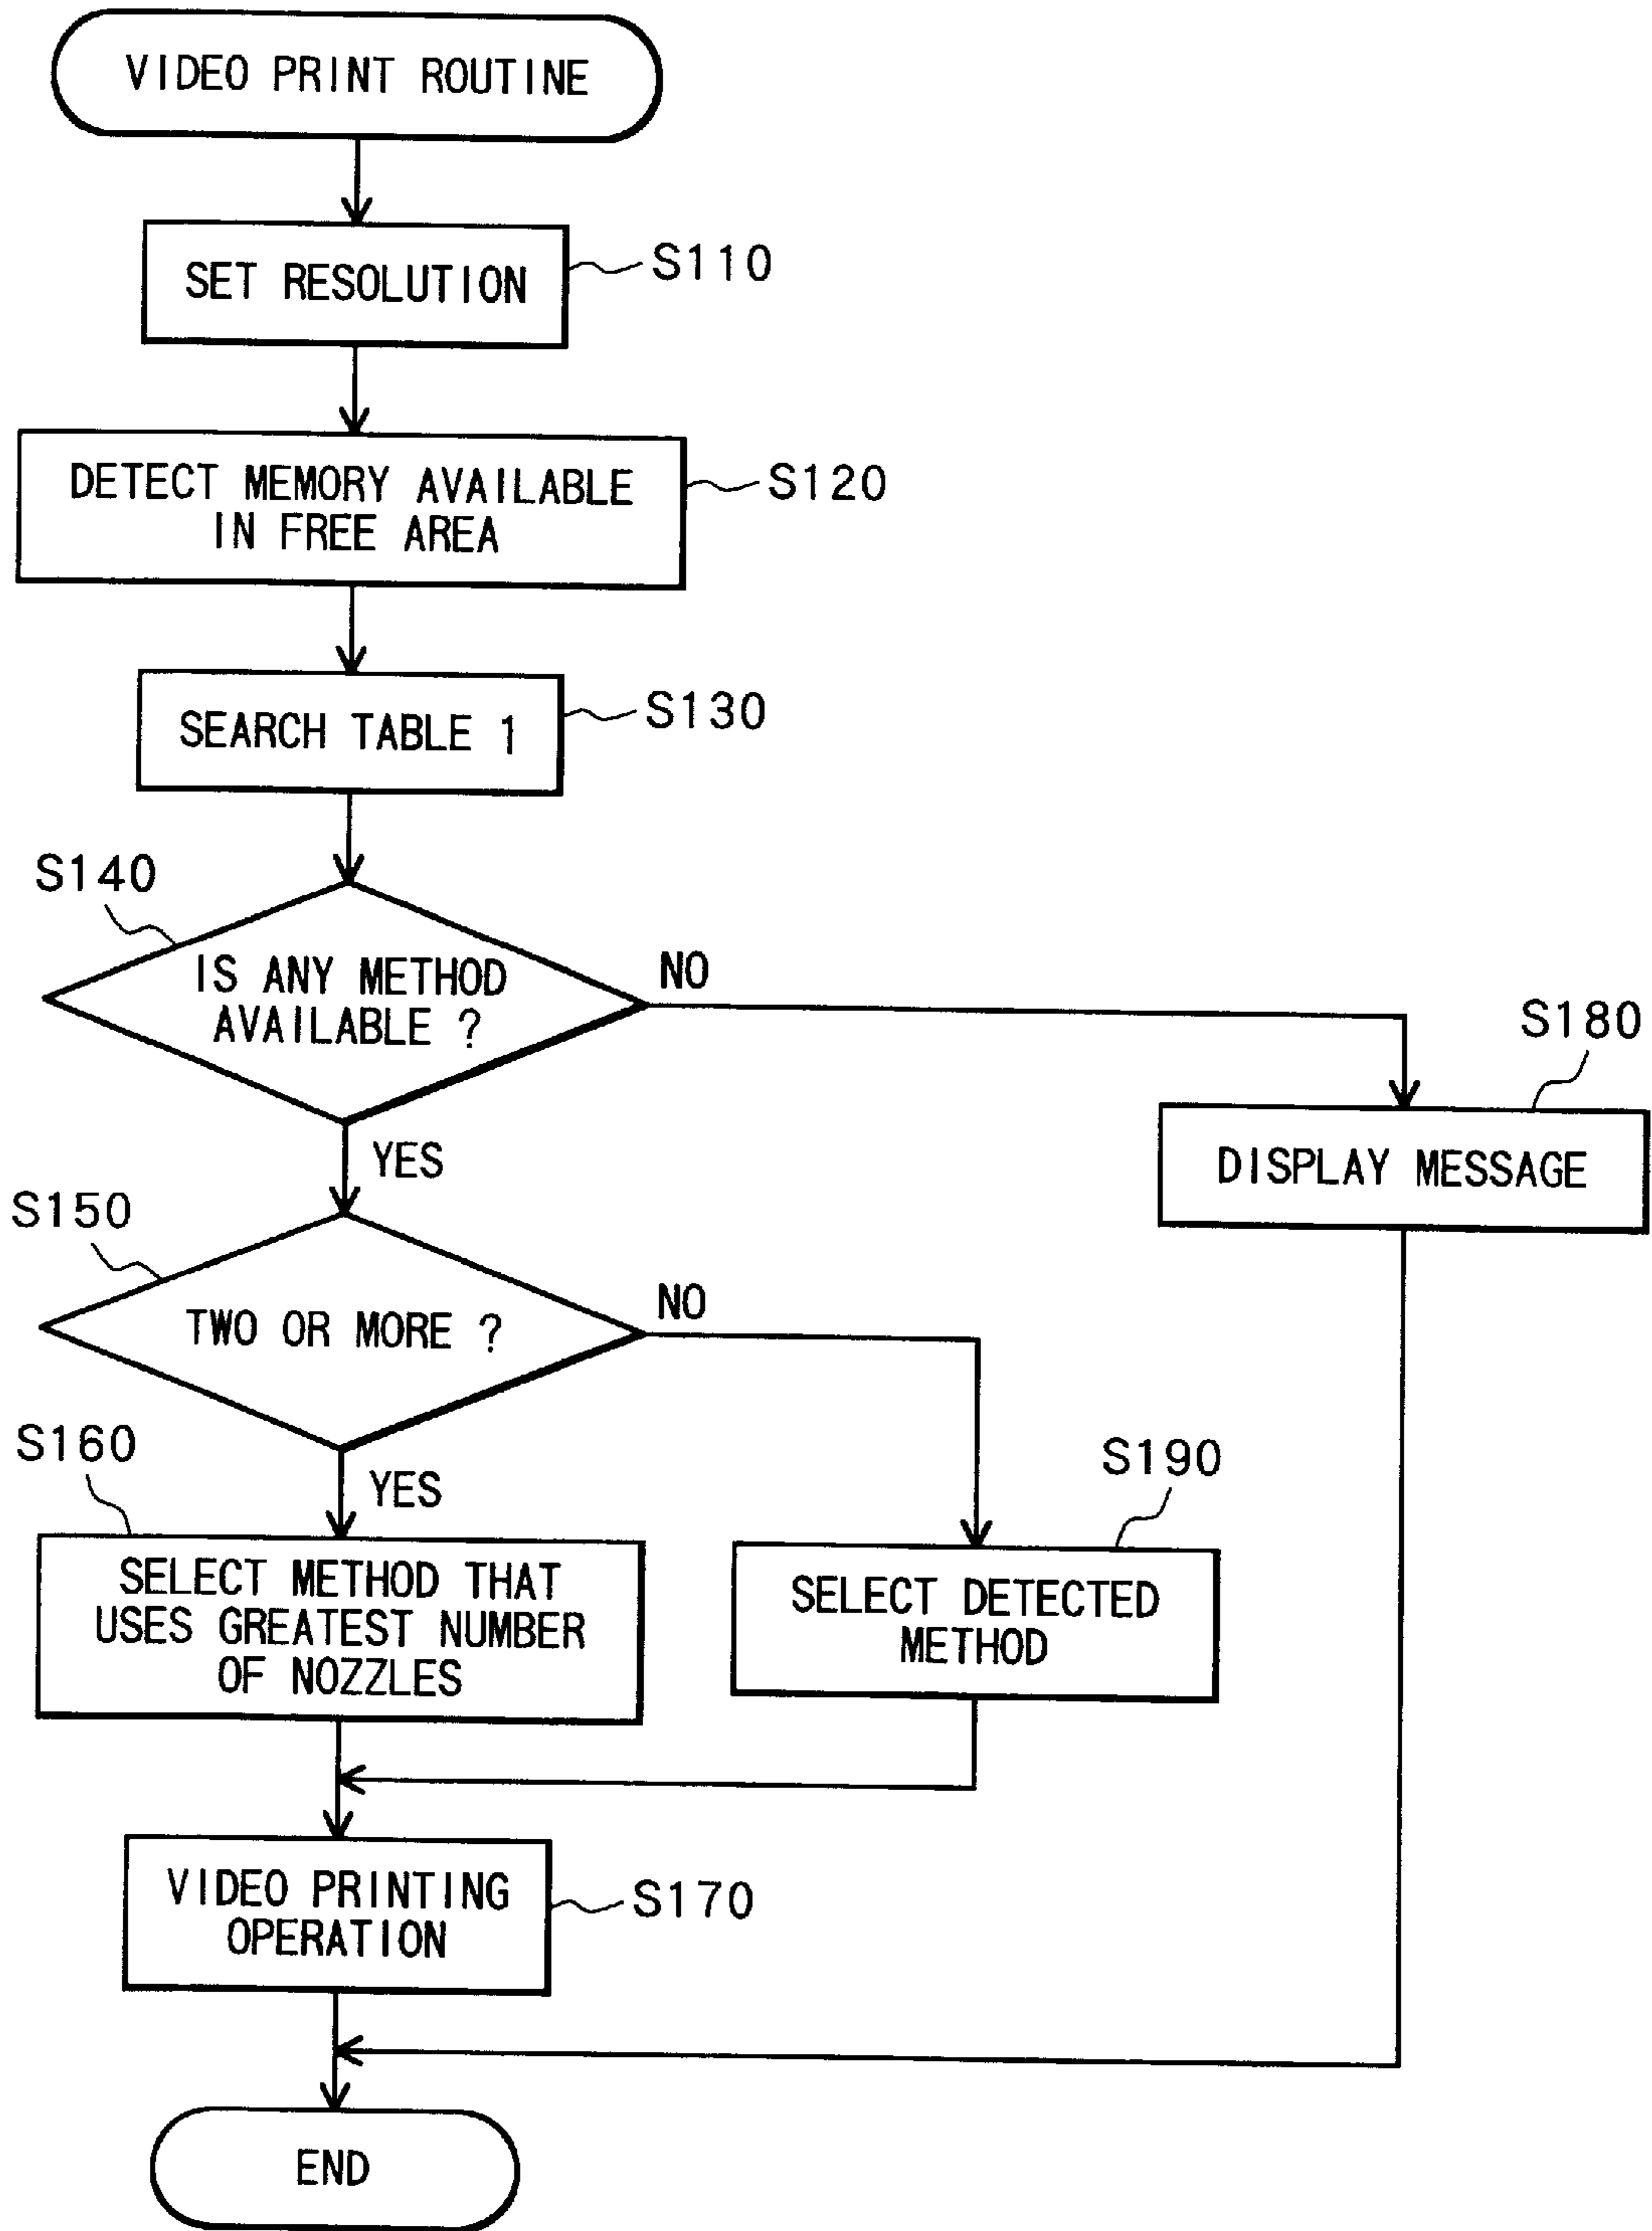 VIDEO PRINT ROUTINE
SET RESOLUTION
S110
DETECT MEMORY AVAILABLE
IN FREE AREA
S120
SEARCH TABLE 1
S130
S140
IS ANY METHOD
AVAILABLE ?
NO
YES
S180
DISPLAY MESSAGE
S150
TWO OR MORE ?
NO
YES
S160
SELECT METHOD THAT
USES GREATEST NUMBER
OF NOZZLES
S190
SELECT DETECTED
METHOD
VIDEO PRINTING
OPERATION
S170
END